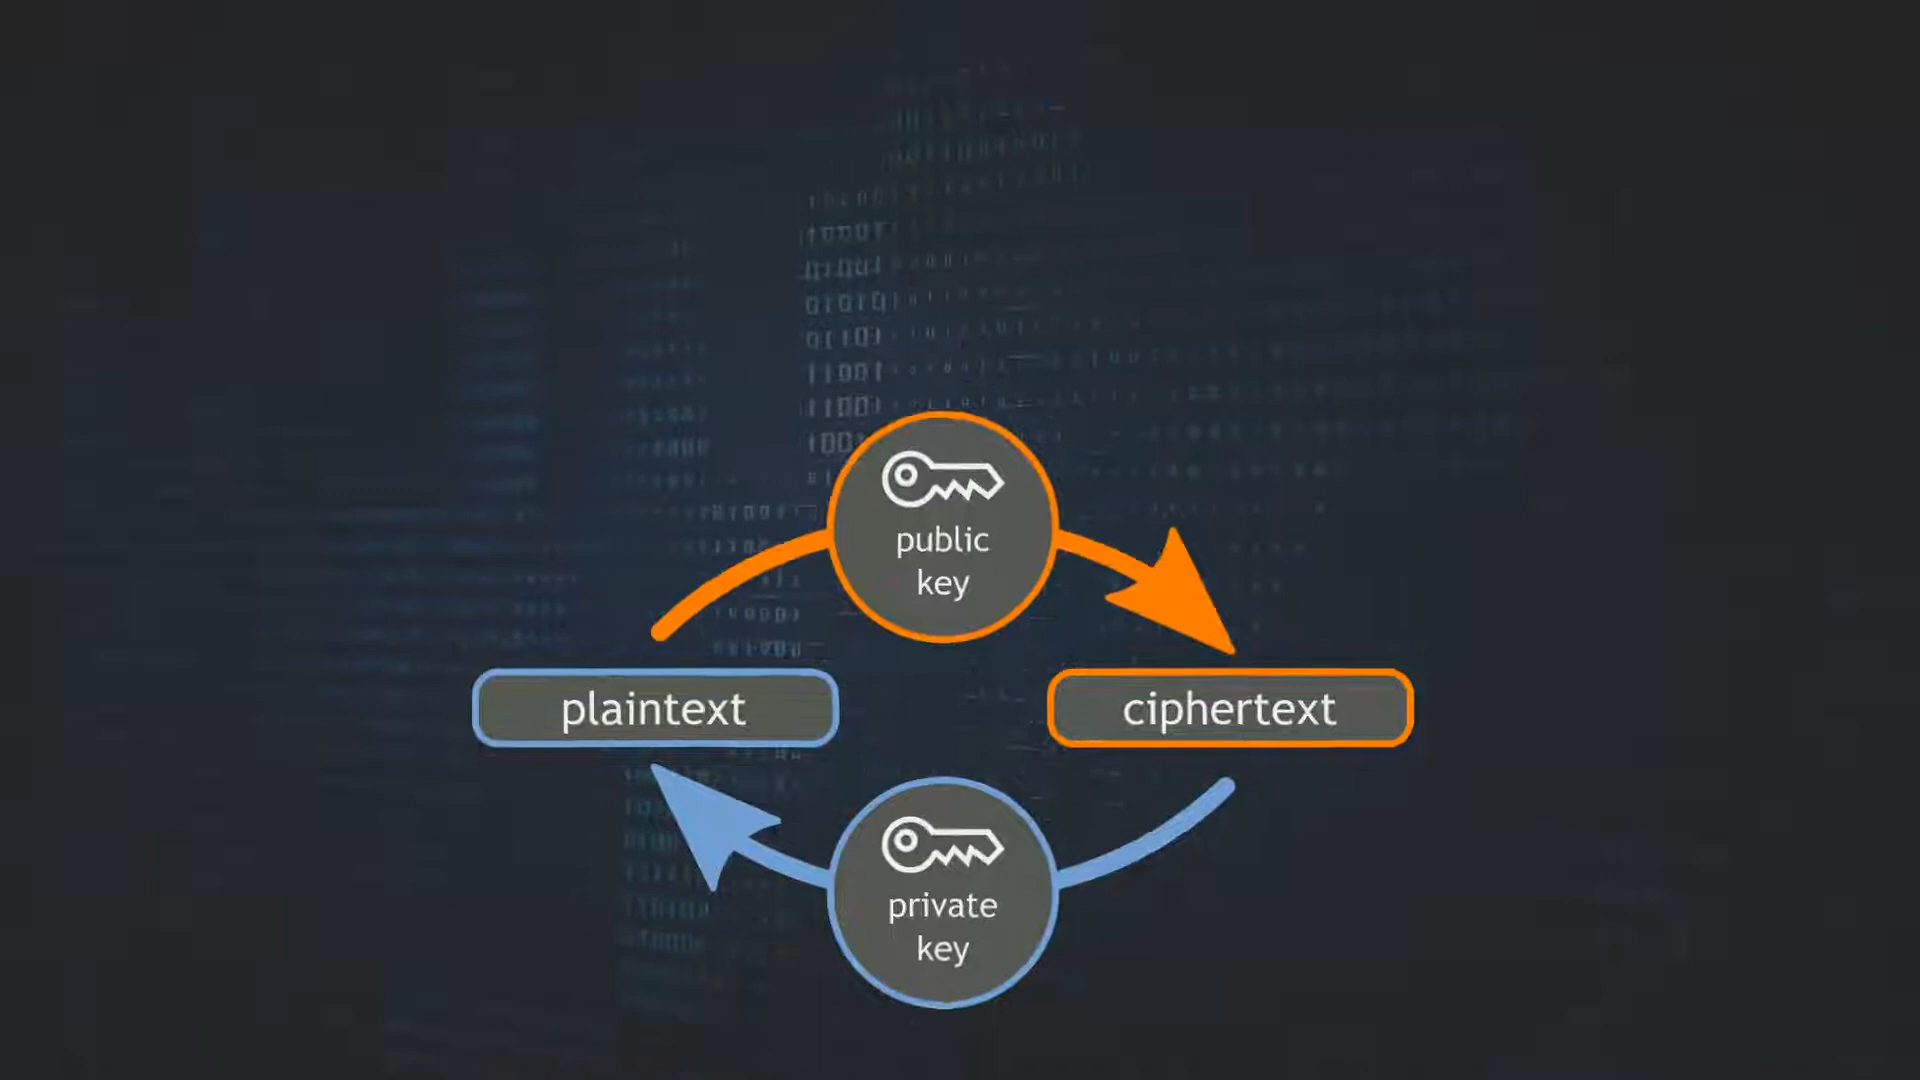 public
key
plaintext
ciphertext
private
key